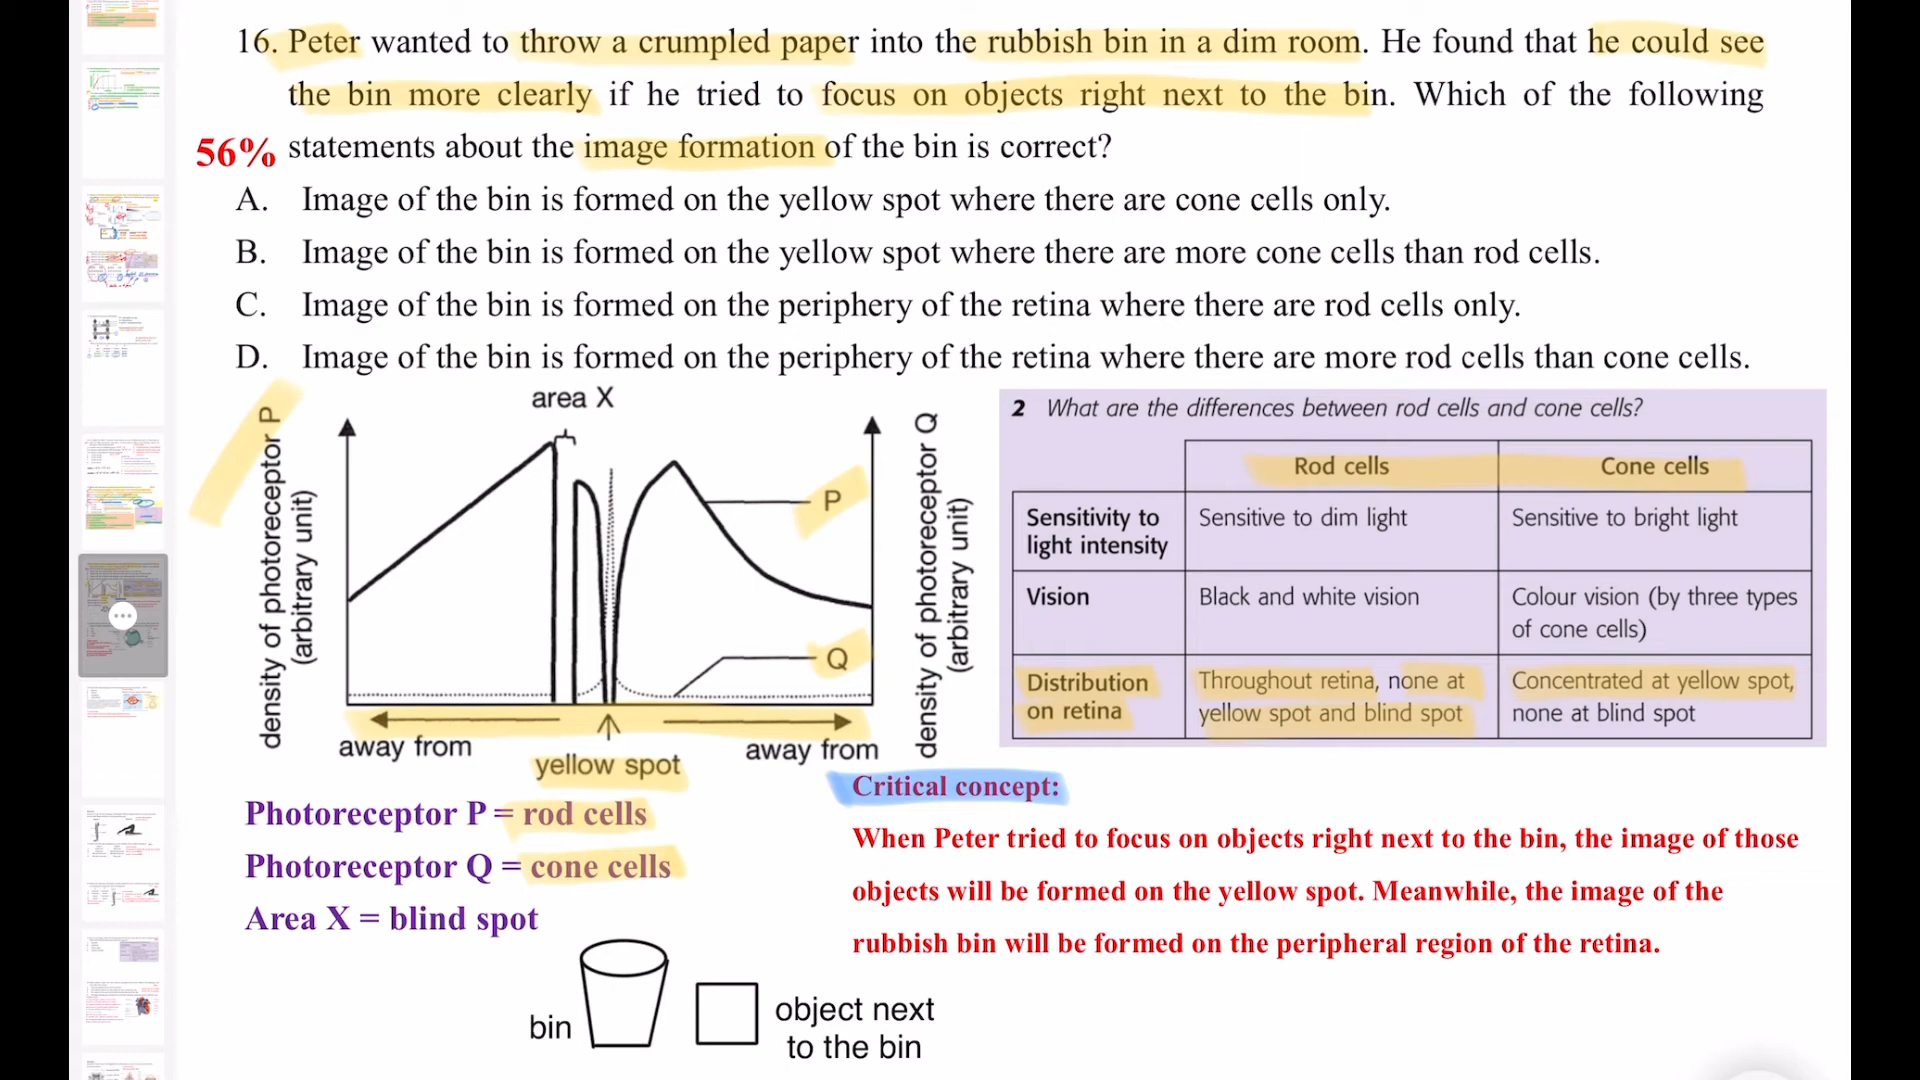 16. Peter wanted to throw a crumpled paper into the rubbish bin in a dim room. He found that he could see
the bin more clearly if he tried to focus on objects right next to the bin. Which of the following
56% statements about the image formation of the bin is correct?
A. Image of the bin is formed on the yellow spot where there are cone cells only.
B. Image of the bin is formed on the yellow spot where there are more cone cells than rod cells.
C. Image of the bin is formed on the periphery of the retina where there are rod cells only.
D. Image of the bin is formed on the periphery of the retina where there are more rod cells than cone cells.
area X
density of photoreceptor P
(arbitrary unit)
P
Q
density of photoreceptor Q
(arbitrary unit)
away from
yellow spot
away from
2 What are the differences between rod cells and cone cells?
Rod cells Cone cells
Sensitivity to Sensitive to dim light Sensitive to bright light
light intensity
Vision Black and white vision Colour vision (by three types
of cone cells)
Distribution Throughout retina, none at Concentrated at yellow spot,
on retina yellow spot and blind spot none at blind spot
Photoreceptor P = rod cells
Photoreceptor Q = cone cells
Area X = blind spot
Critical concept:
When Peter tried to focus on objects right next to the bin, the image of those
objects will be formed on the yellow spot. Meanwhile, the image of the
rubbish bin will be formed on the peripheral region of the retina.
bin
object next
to the bin